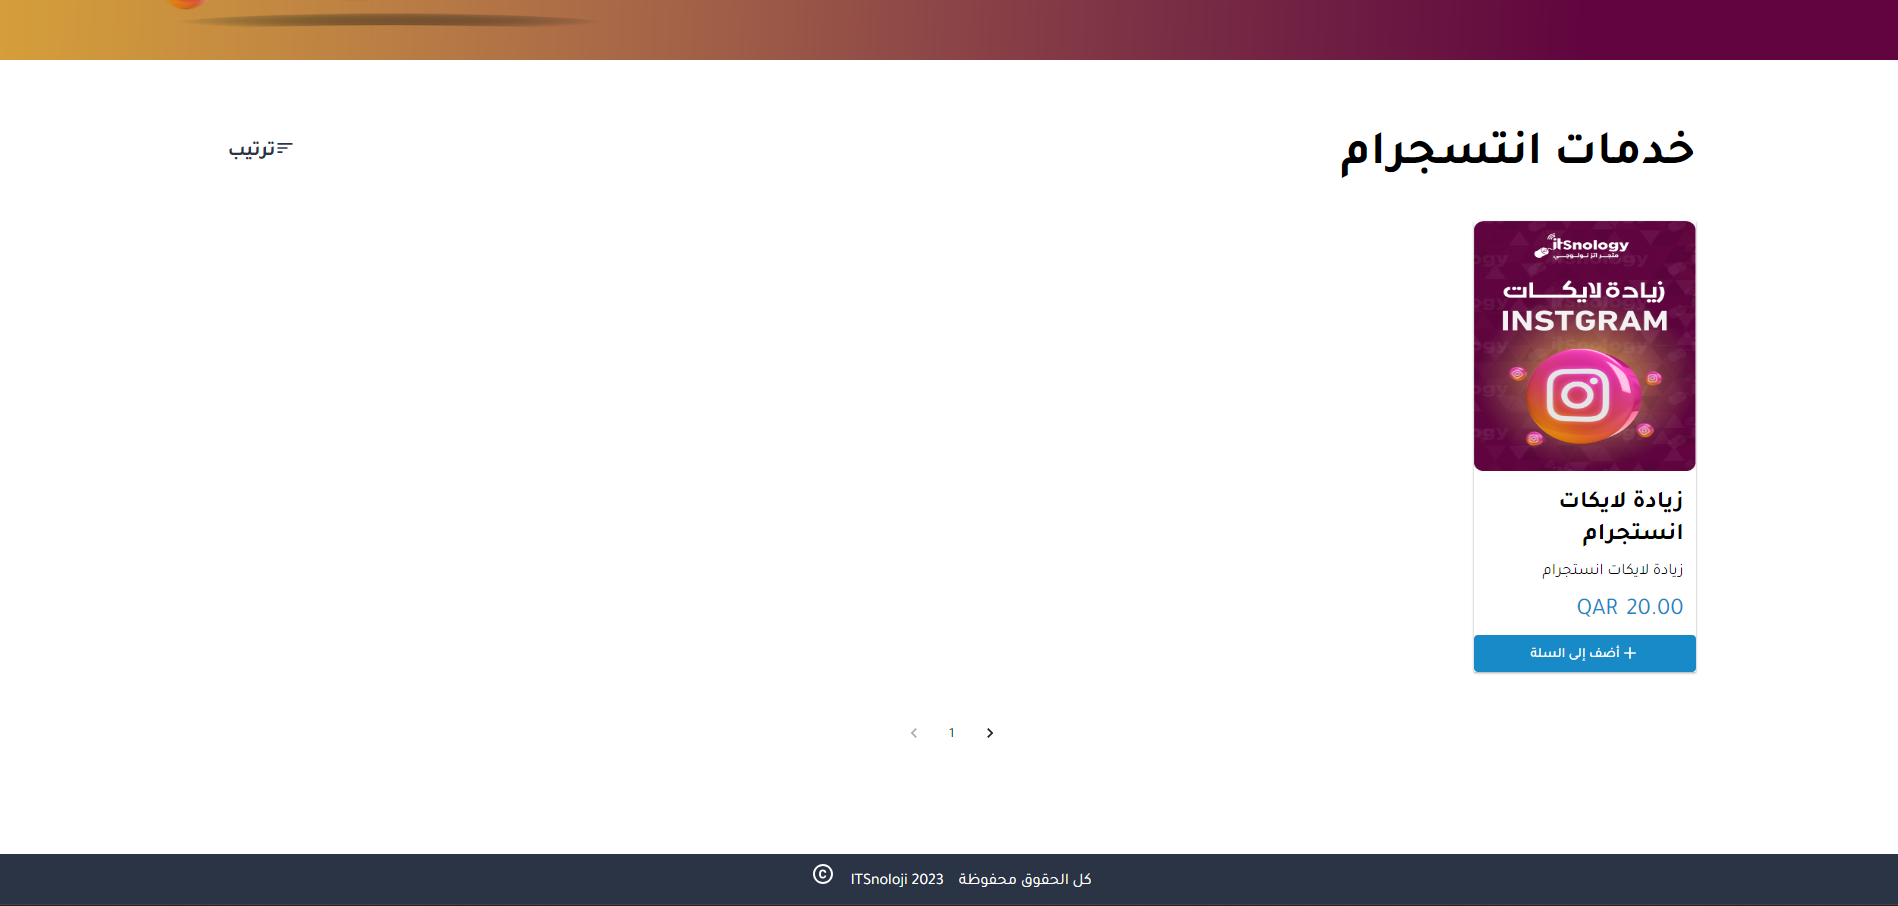 خدمات انتسجرام
ترتيب
itSnology
متجر اتز نولوجي
زيادة لايكات
INSTGRAM
زيادة لايكات
انستجرام
زيادة لايكات انستجرام
QAR 20.00
أضف إلى السلة
1
كل الحقوق محفوظة ITSnoloji 2023 ©